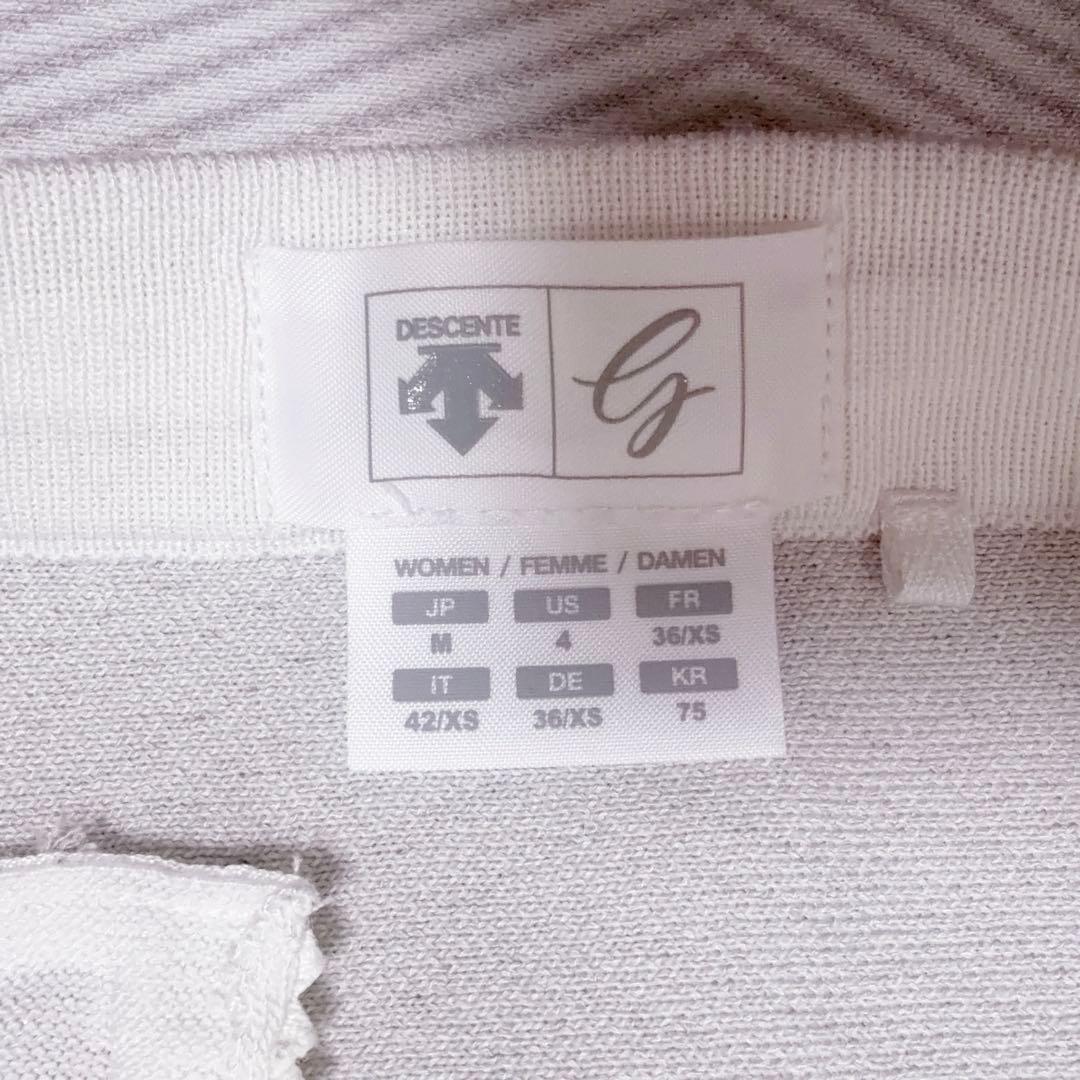 DESCENTE
G
WOMEN / FEMME / DAMEN
JP US FR
M 4 36/XS
IT DE KR
42/XS 36/XS 75